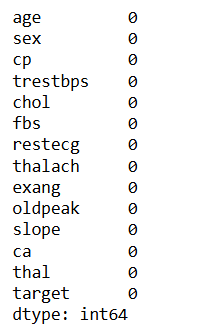 age 0
sex 0
cp 0
trestbps 0
chol 0
fbs 0
restecg 0
thalach 0
exang 0
oldpeak 0
slope 0
ca 0
thal 0
target 0
dtype: int64